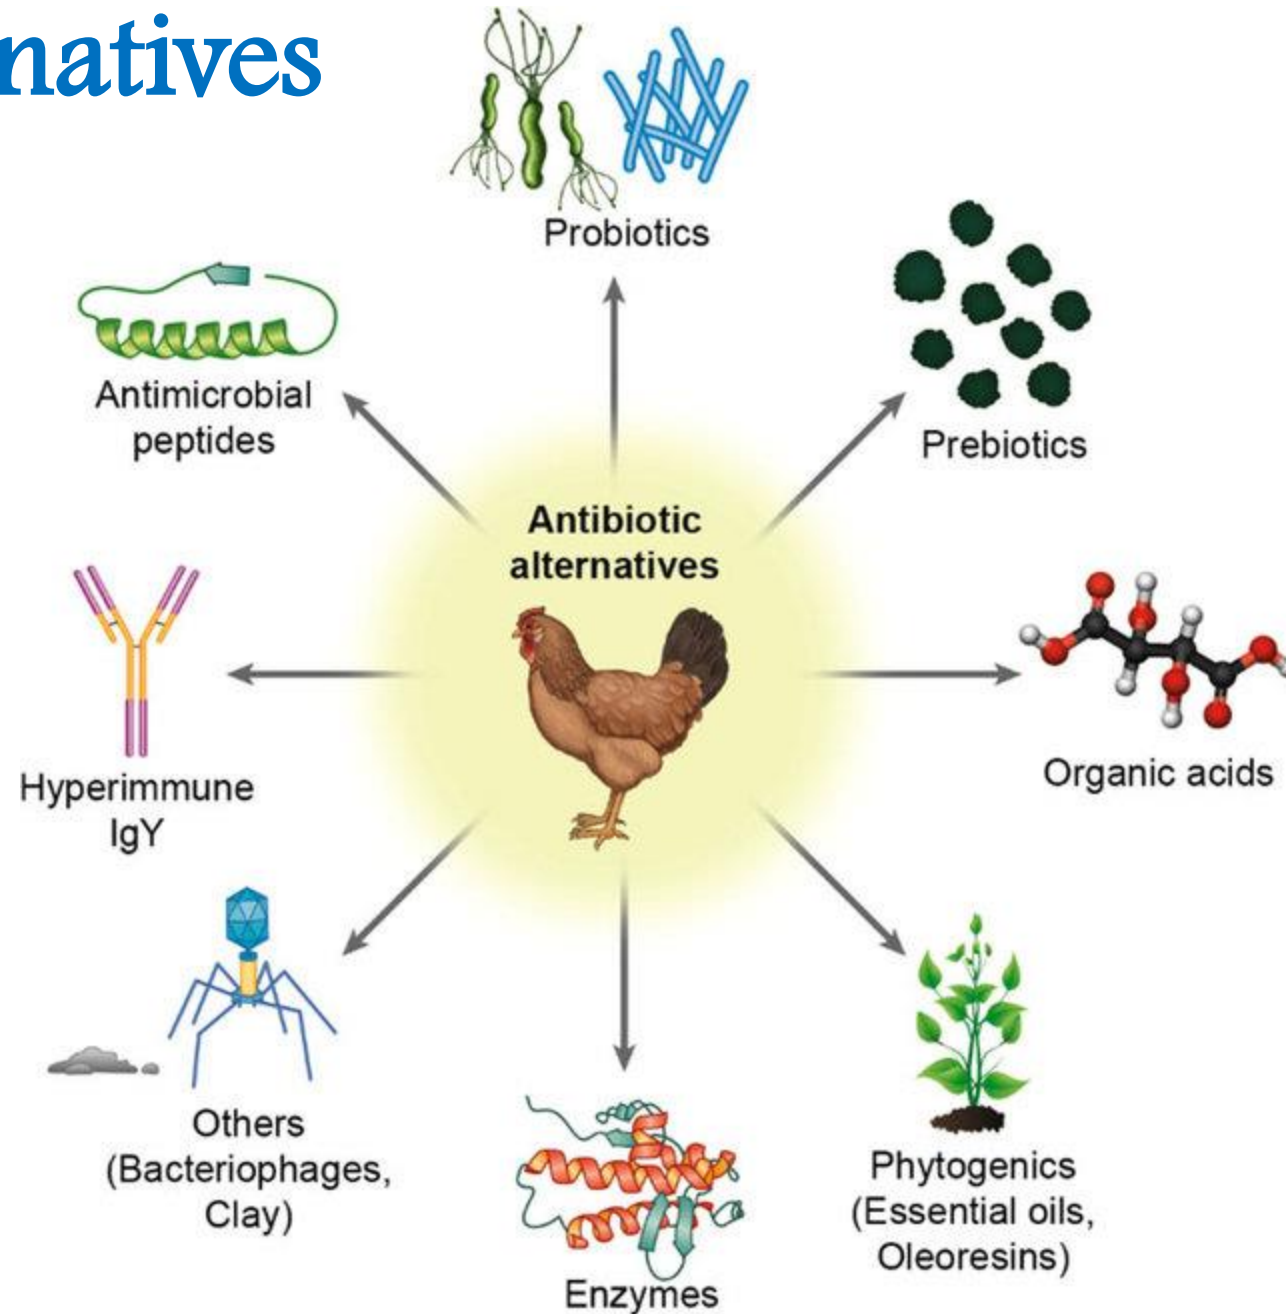 natives
Probiotics
Antimicrobial
peptides
Prebiotics
Antibiotic
alternatives
Hyperimmune
IgY
Organic acids
Others
(Bacteriophages,
Clay)
Phytogenics
(Essential oils,
Oleoresins)
Enzymes